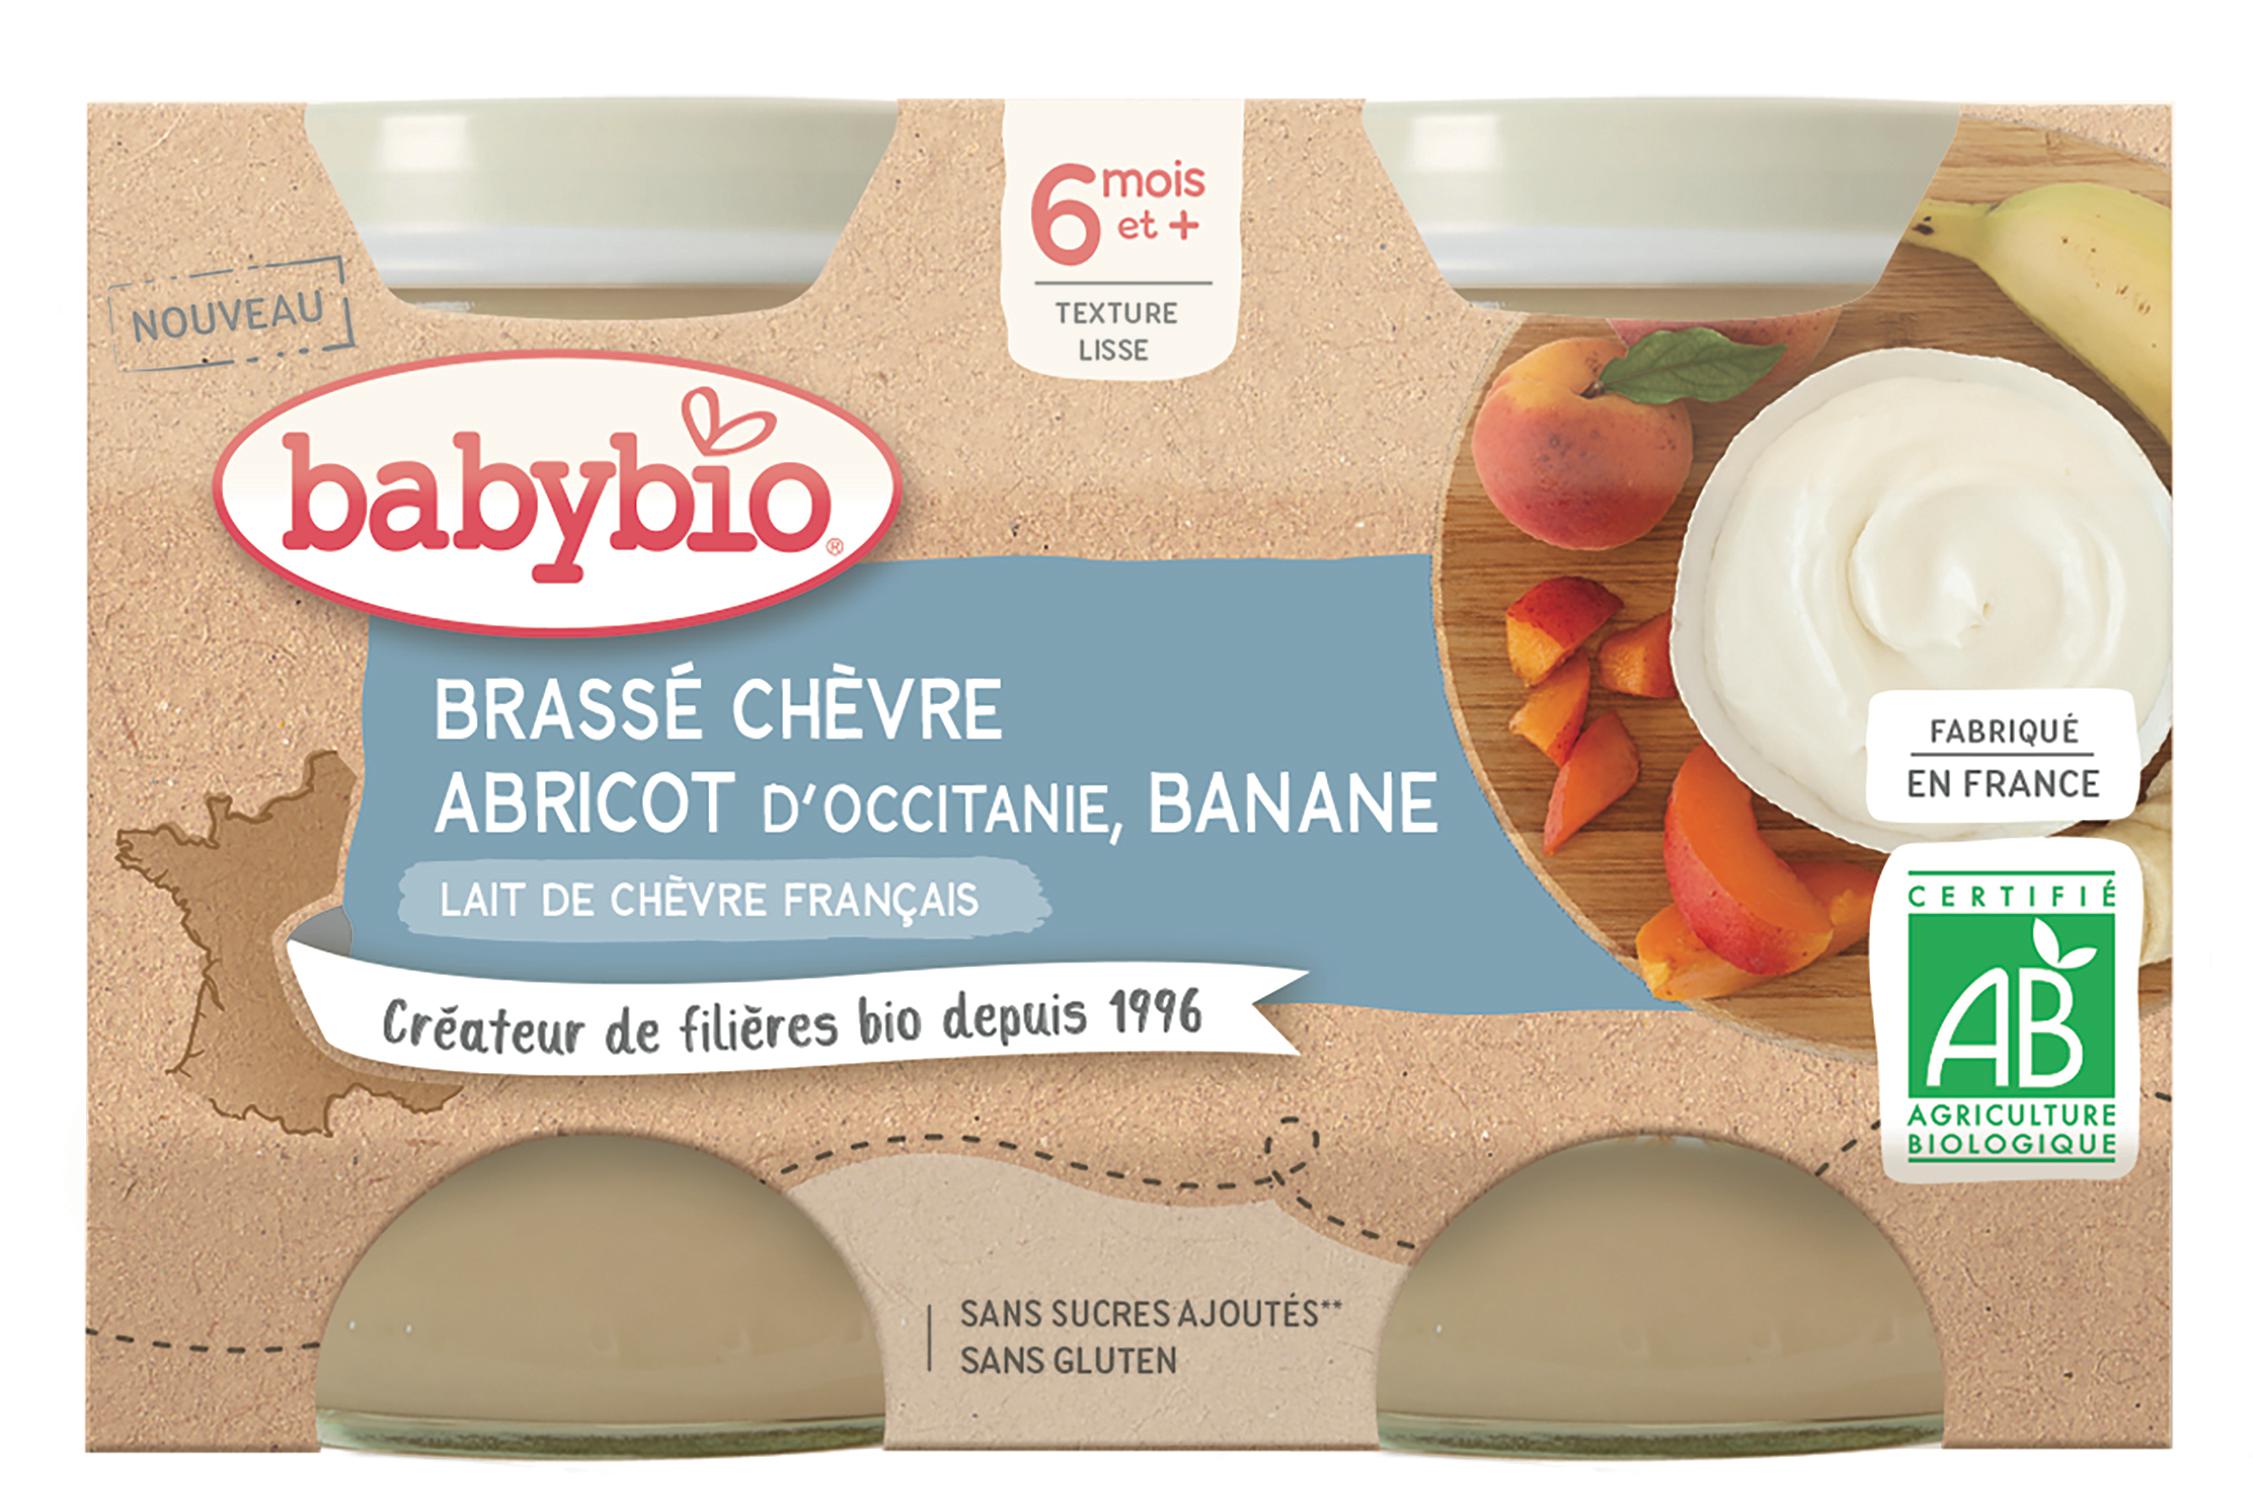 6 mois
et +
TEXTURE
LISSE
NOUVEAU
babybio®
BRASSÉ CHÈVRE
ABRICOT D'OCCITANIE, BANANE
LAIT DE CHÈVRE FRANÇAIS
Créateur de filières bio depuis 1996
FABRIQUÉ
EN FRANCE
CERTIFIÉ
AB
AGRICULTURE
BIOLOGIQUE
SANS SUCRES AJOUTÉS**
SANS GLUTEN